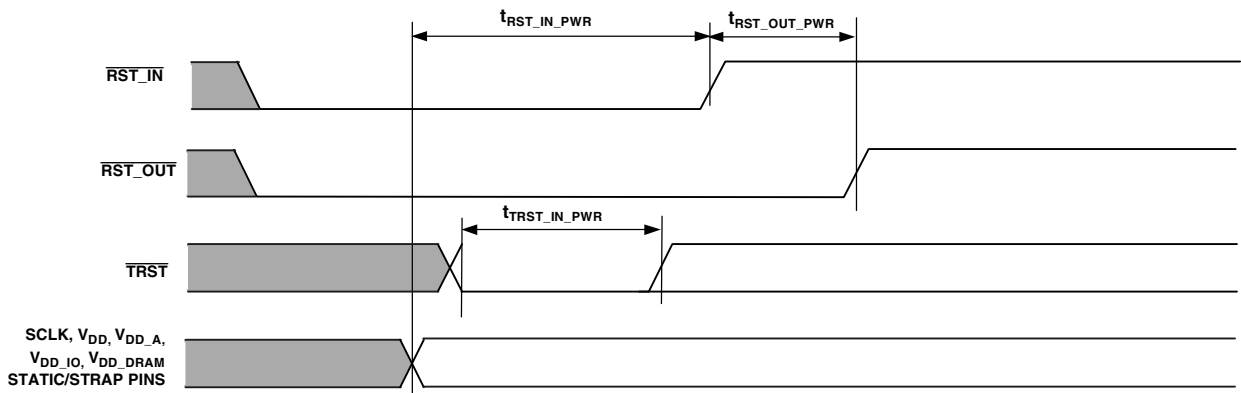 tRST_IN_PWR
tRST_OUT_PWR
RST_IN
RST_OUT
tTRST_IN_PWR
TRST
SCLK, VDD, VDD_A,
VDD_IO, VDD_DRAM
STATIC/STRAP PINS